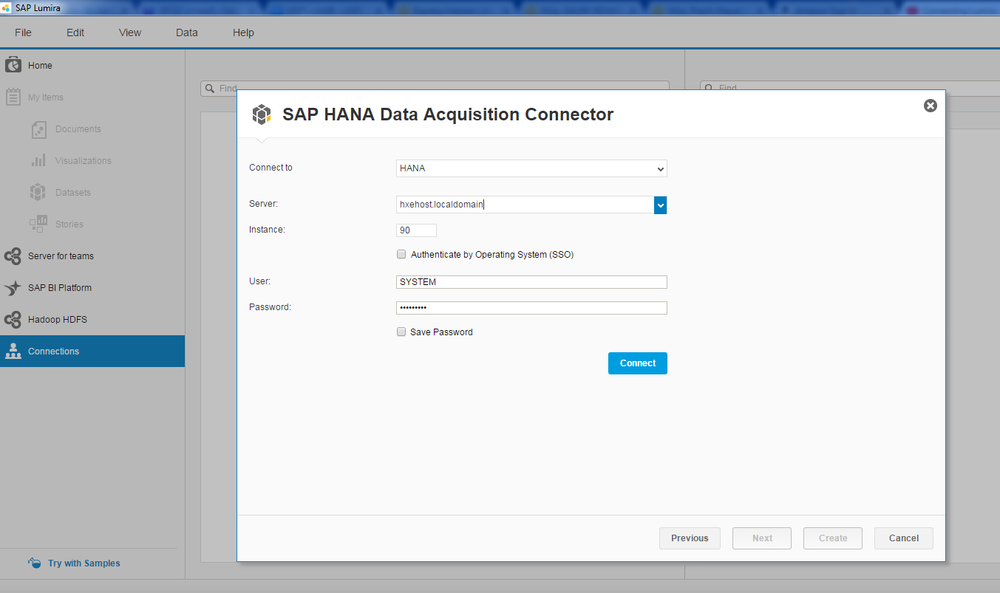 SAP Lumira
File Edit View Data Help
Home
My Items
Documents
Visualizations
Datasets
Stories
Server for teams
SAP BI Platform
Hadoop HDFS
Connections
Try with Samples
Find
Find
SAP HANA Data Acquisition Connector
Connect to HANA
Server: hxehost.localdomain
Instance: 90
Authenticate by Operating System (SSO)
User: SYSTEM
Password: •••••••••
Save Password
Connect
Previous Next Create Cancel